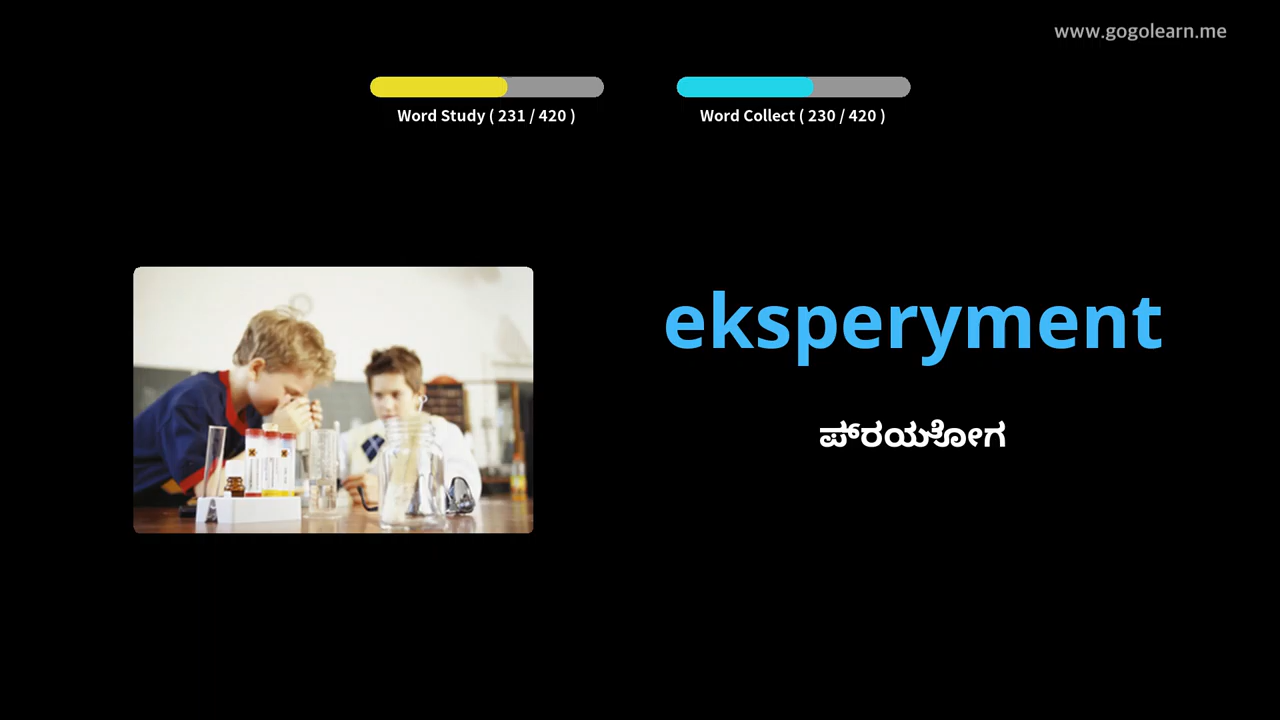 www.gogolearn.me
Word Study ( 231 / 420 )
Word Collect ( 230 / 420 )
eksperyment
ಪ್ರಯೋಗ